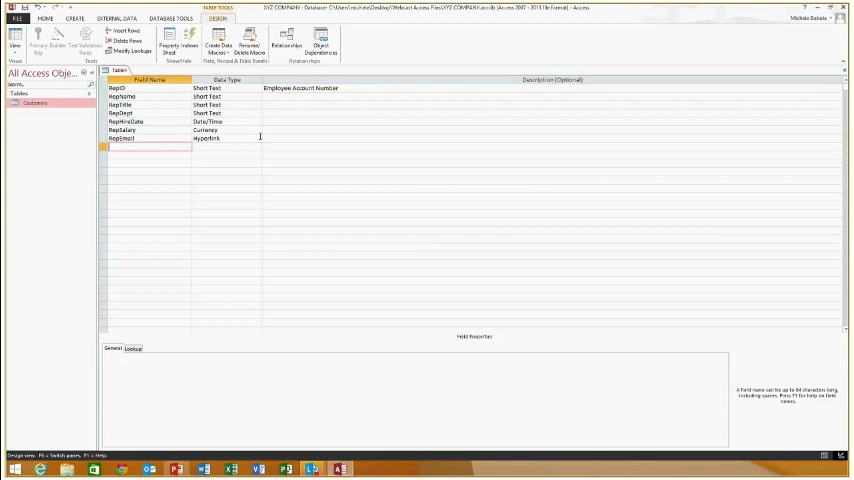 TABLE TOOLS
XYZ COMPANY - Database: C:\Users\michele\Desktop\Webcast Access Files\XYZ COMPANY.accdb (Access 2007 - 2013 file format) - Access
FILE HOME CREATE EXTERNAL DATA DATABASE TOOLS DESIGN
Michele Babola
View
Primary Key
Builder
Test Validation Rules
Insert Rows
Delete Rows
Modify Lookups
Property Sheet
Indexes
Create Data Macros
Rename/ Delete Macro
Relationships
Object Dependencies
Views Tools Show/Hide Field, Record & Table Events Relationships
All Access Obje...
Search...
Tables
Customers
Table1
Field Name Data Type Description (Optional)
RepID Short Text Employee Account Number
RepName Short Text
RepTitle Short Text
RepDept Short Text
RepHireDate Date/Time
RepSalary Currency
RepEmail Hyperlink
Field Properties
General Lookup
A field name can be up to 64 characters long,
including spaces. Press F1 for help on field
names.
Design view. F6 = Switch panes. F1 = Help.